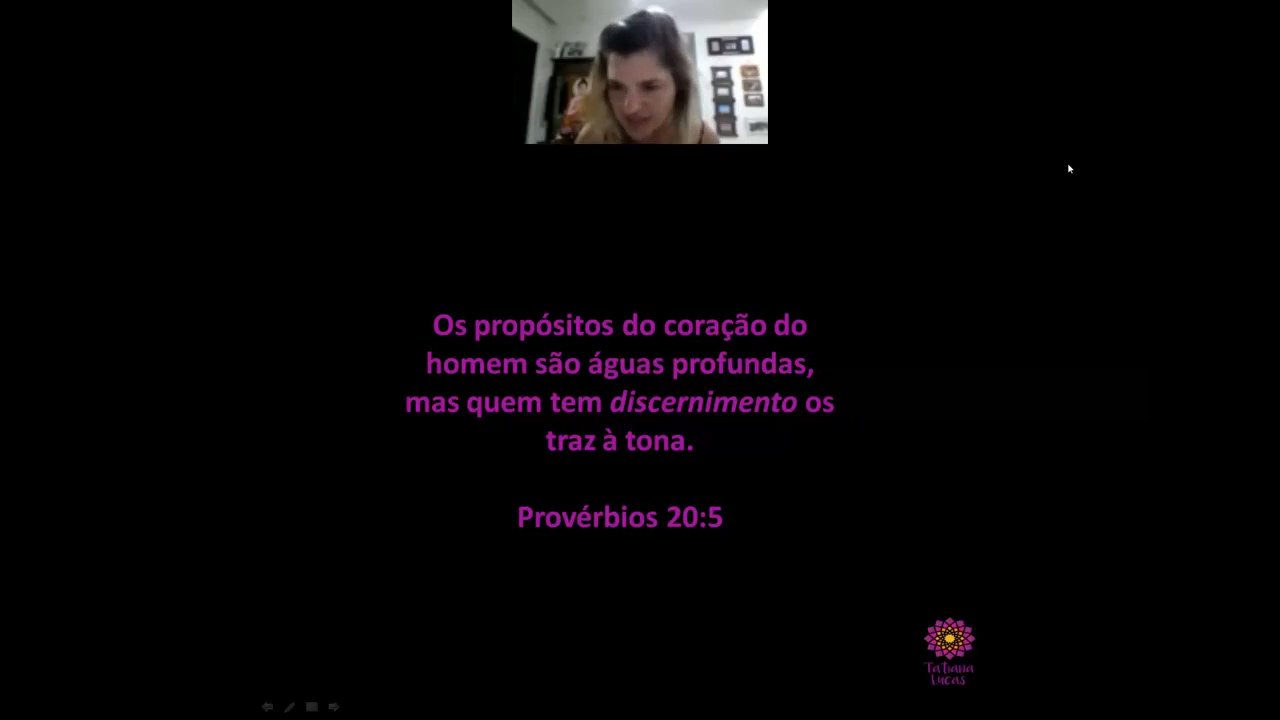 Os propósitos do coração do
homem são águas profundas,
mas quem tem discernimento os
traz à tona.
Provérbios 20:5
Tatiana
Lucas